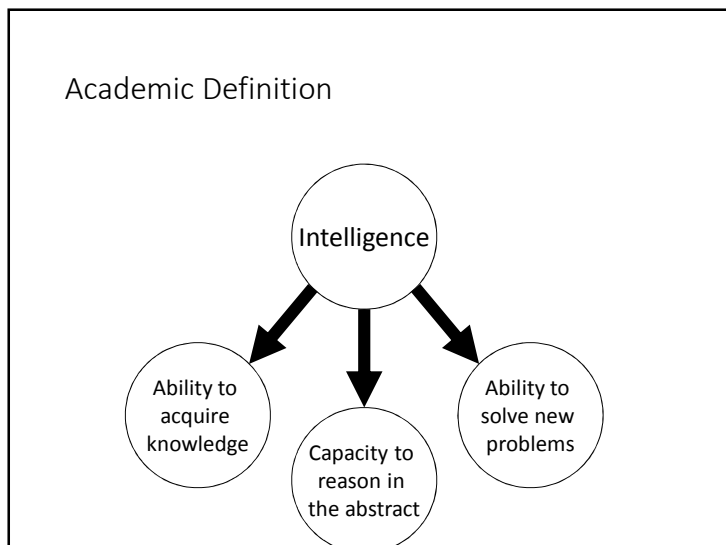 Academic Definition
Intelligence
Ability to
acquire
knowledge
Capacity to
reason in
the abstract
Ability to
solve new
problems